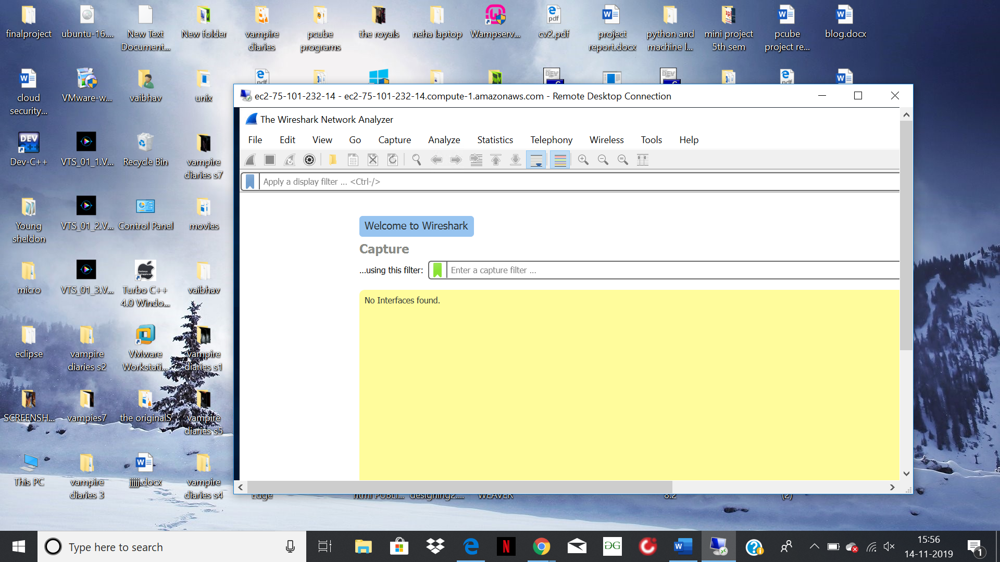 finalproject
ubuntu-16....
New Text
Document...
New folder
vampire
diaries
pcube
programs
the royals
neha laptop
Wampserv...
cv2.pdf
project
report.docx
python and
machine l...
mini project
5th sem
pcube
project re...
blog.docx
cloud
security...
VMware-w...
vaibhav
unix
ec2-75-101-232-14 - ec2-75-101-232-14.compute-1.amazonaws.com - Remote Desktop Connection
The Wireshark Network Analyzer
File Edit View Go Capture Analyze Statistics Telephony Wireless Tools Help
Apply a display filter ... <Ctrl-/>
Welcome to Wireshark
Capture
...using this filter:
Enter a capture filter ...
No Interfaces found.
Dev-C++
VTS_01_1.V...
Recycle Bin
vampire
diaries s7
Young
sheldon
VTS_01_2.V...
Control Panel
movies
micro
VTS_01_3.V...
Turbo C++
4.0 Windo...
vaibhav
eclipse
vampire
diaries s2
VMware
Workstati...
vampire
diaries s1
SCREENSH...
vampies7
the originalS
vampire
diaries s5
This PC
vampire
diaries 3
jjjjj.docx
vampire
diaries s4
Edge
html PUBLI...
designing2....
WEAVER
8.2
(2)
Type here to search
15:56
14-11-2019
1